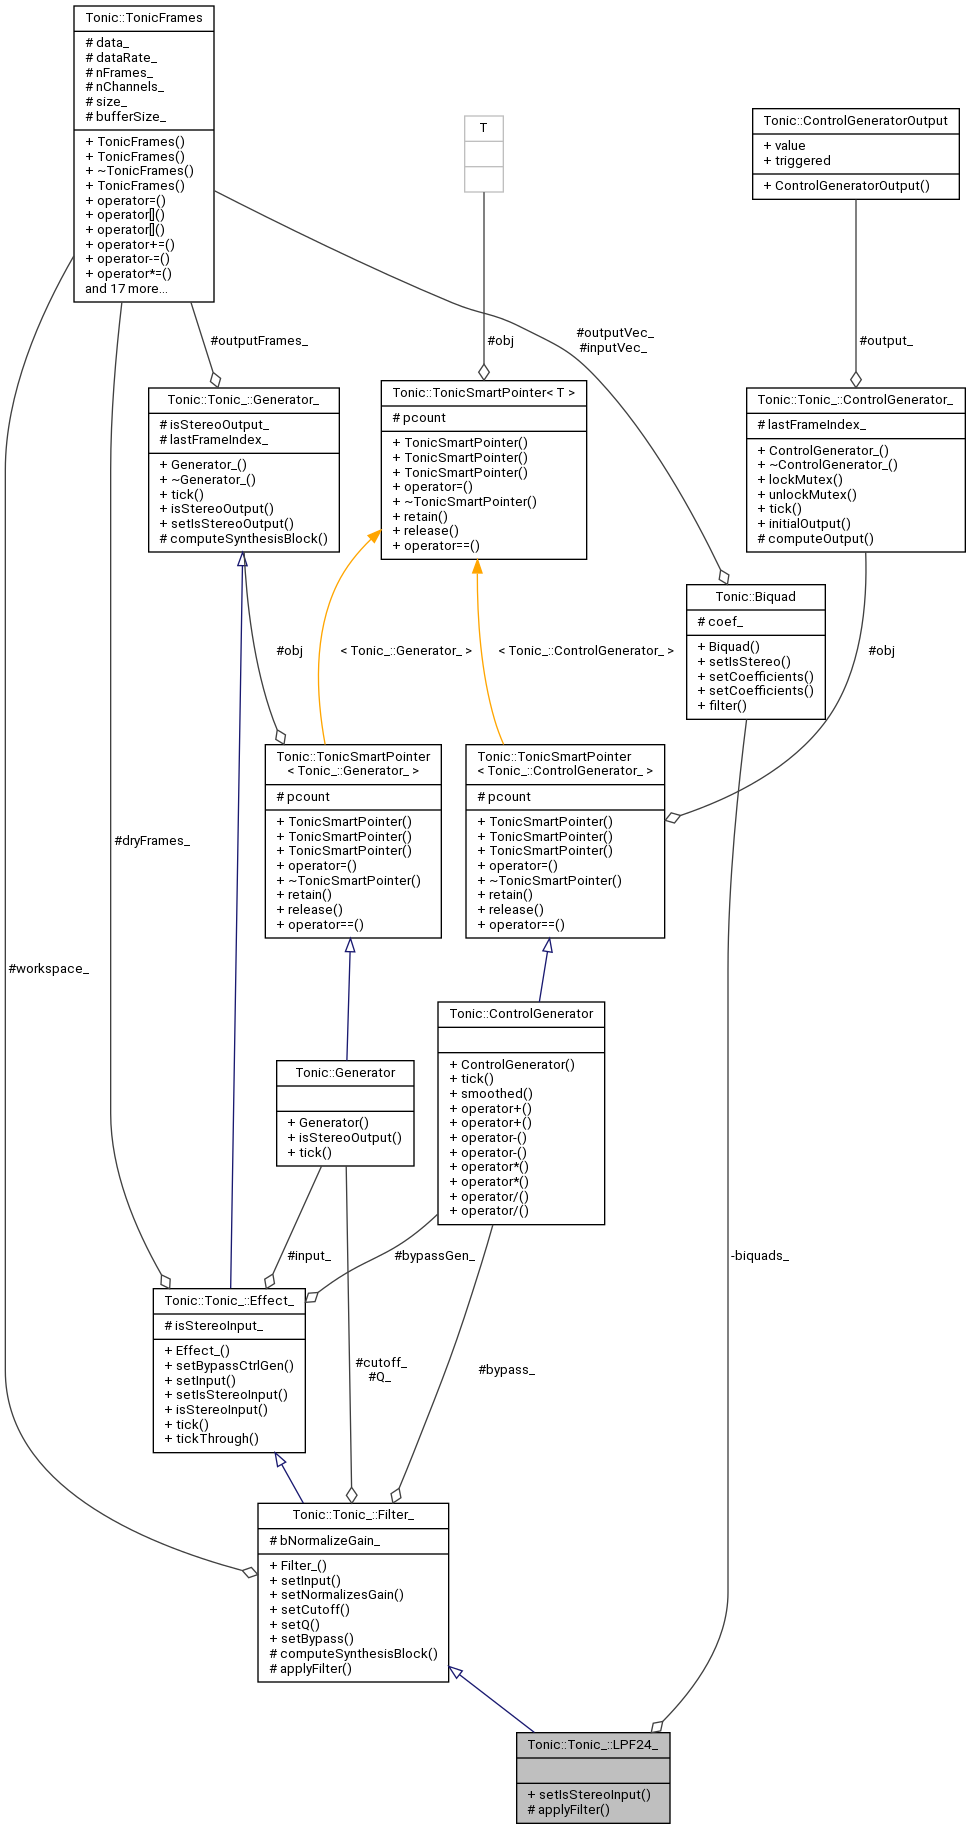 Tonic::TonicFrames
# data_
# dataRate_
# nFrames_
# nChannels_
# size_
# bufferSize_
+ TonicFrames()
+ TonicFrames()
+ ~TonicFrames()
+ TonicFrames()
+ operator=()
+ operator[]()
+ operator[]()
+ operator+=()
+ operator-=()
+ operator*=()
and 17 more...
T
Tonic::ControlGeneratorOutput
+ value
+ triggered
+ ControlGeneratorOutput()
#outputFrames_
#obj
#outputVec_
#inputVec_
#output_
Tonic::Tonic_::Generator_
# isStereoOutput_
# lastFrameIndex_
+ Generator_()
+ ~Generator_()
+ tick()
+ isStereoOutput()
+ setIsStereoOutput()
# computeSynthesisBlock()
Tonic::TonicSmartPointer< T >
# pcount
+ TonicSmartPointer()
+ TonicSmartPointer()
+ TonicSmartPointer()
+ operator=()
+ ~TonicSmartPointer()
+ retain()
+ release()
+ operator==()
Tonic::Tonic_::ControlGenerator_
# lastFrameIndex_
+ ControlGenerator_()
+ ~ControlGenerator_()
+ lockMutex()
+ unlockMutex()
+ tick()
+ initialOutput()
# computeOutput()
Tonic::Biquad
# coef_
+ Biquad()
+ setIsStereo()
+ setCoefficients()
+ setCoefficients()
+ filter()
#obj
< Tonic_::Generator_ >
< Tonic_::ControlGenerator_ >
#obj
Tonic::TonicSmartPointer
< Tonic_::Generator_ >
# pcount
+ TonicSmartPointer()
+ TonicSmartPointer()
+ TonicSmartPointer()
+ operator=()
+ ~TonicSmartPointer()
+ retain()
+ release()
+ operator==()
Tonic::TonicSmartPointer
< Tonic_::ControlGenerator_ >
# pcount
+ TonicSmartPointer()
+ TonicSmartPointer()
+ TonicSmartPointer()
+ operator=()
+ ~TonicSmartPointer()
+ retain()
+ release()
+ operator==()
#dryFrames_
#workspace_
Tonic::Generator
+ Generator()
+ isStereoOutput()
+ tick()
Tonic::ControlGenerator
+ ControlGenerator()
+ tick()
+ smoothed()
+ operator+()
+ operator+()
+ operator-()
+ operator-()
+ operator*()
+ operator*()
+ operator/()
+ operator/()
#input_
#bypassGen_
-biquads_
Tonic::Tonic_::Effect_
# isStereoInput_
+ Effect_()
+ setBypassCtrlGen()
+ setInput()
+ setIsStereoInput()
+ isStereoInput()
+ tick()
+ tickThrough()
#cutoff_
#Q_
#bypass_
Tonic::Tonic_::Filter_
# bNormalizeGain_
+ Filter_()
+ setInput()
+ setNormalizesGain()
+ setCutoff()
+ setQ()
+ setBypass()
# computeSynthesisBlock()
# applyFilter()
Tonic::Tonic_::LPF24_
+ setIsStereoInput()
# applyFilter()